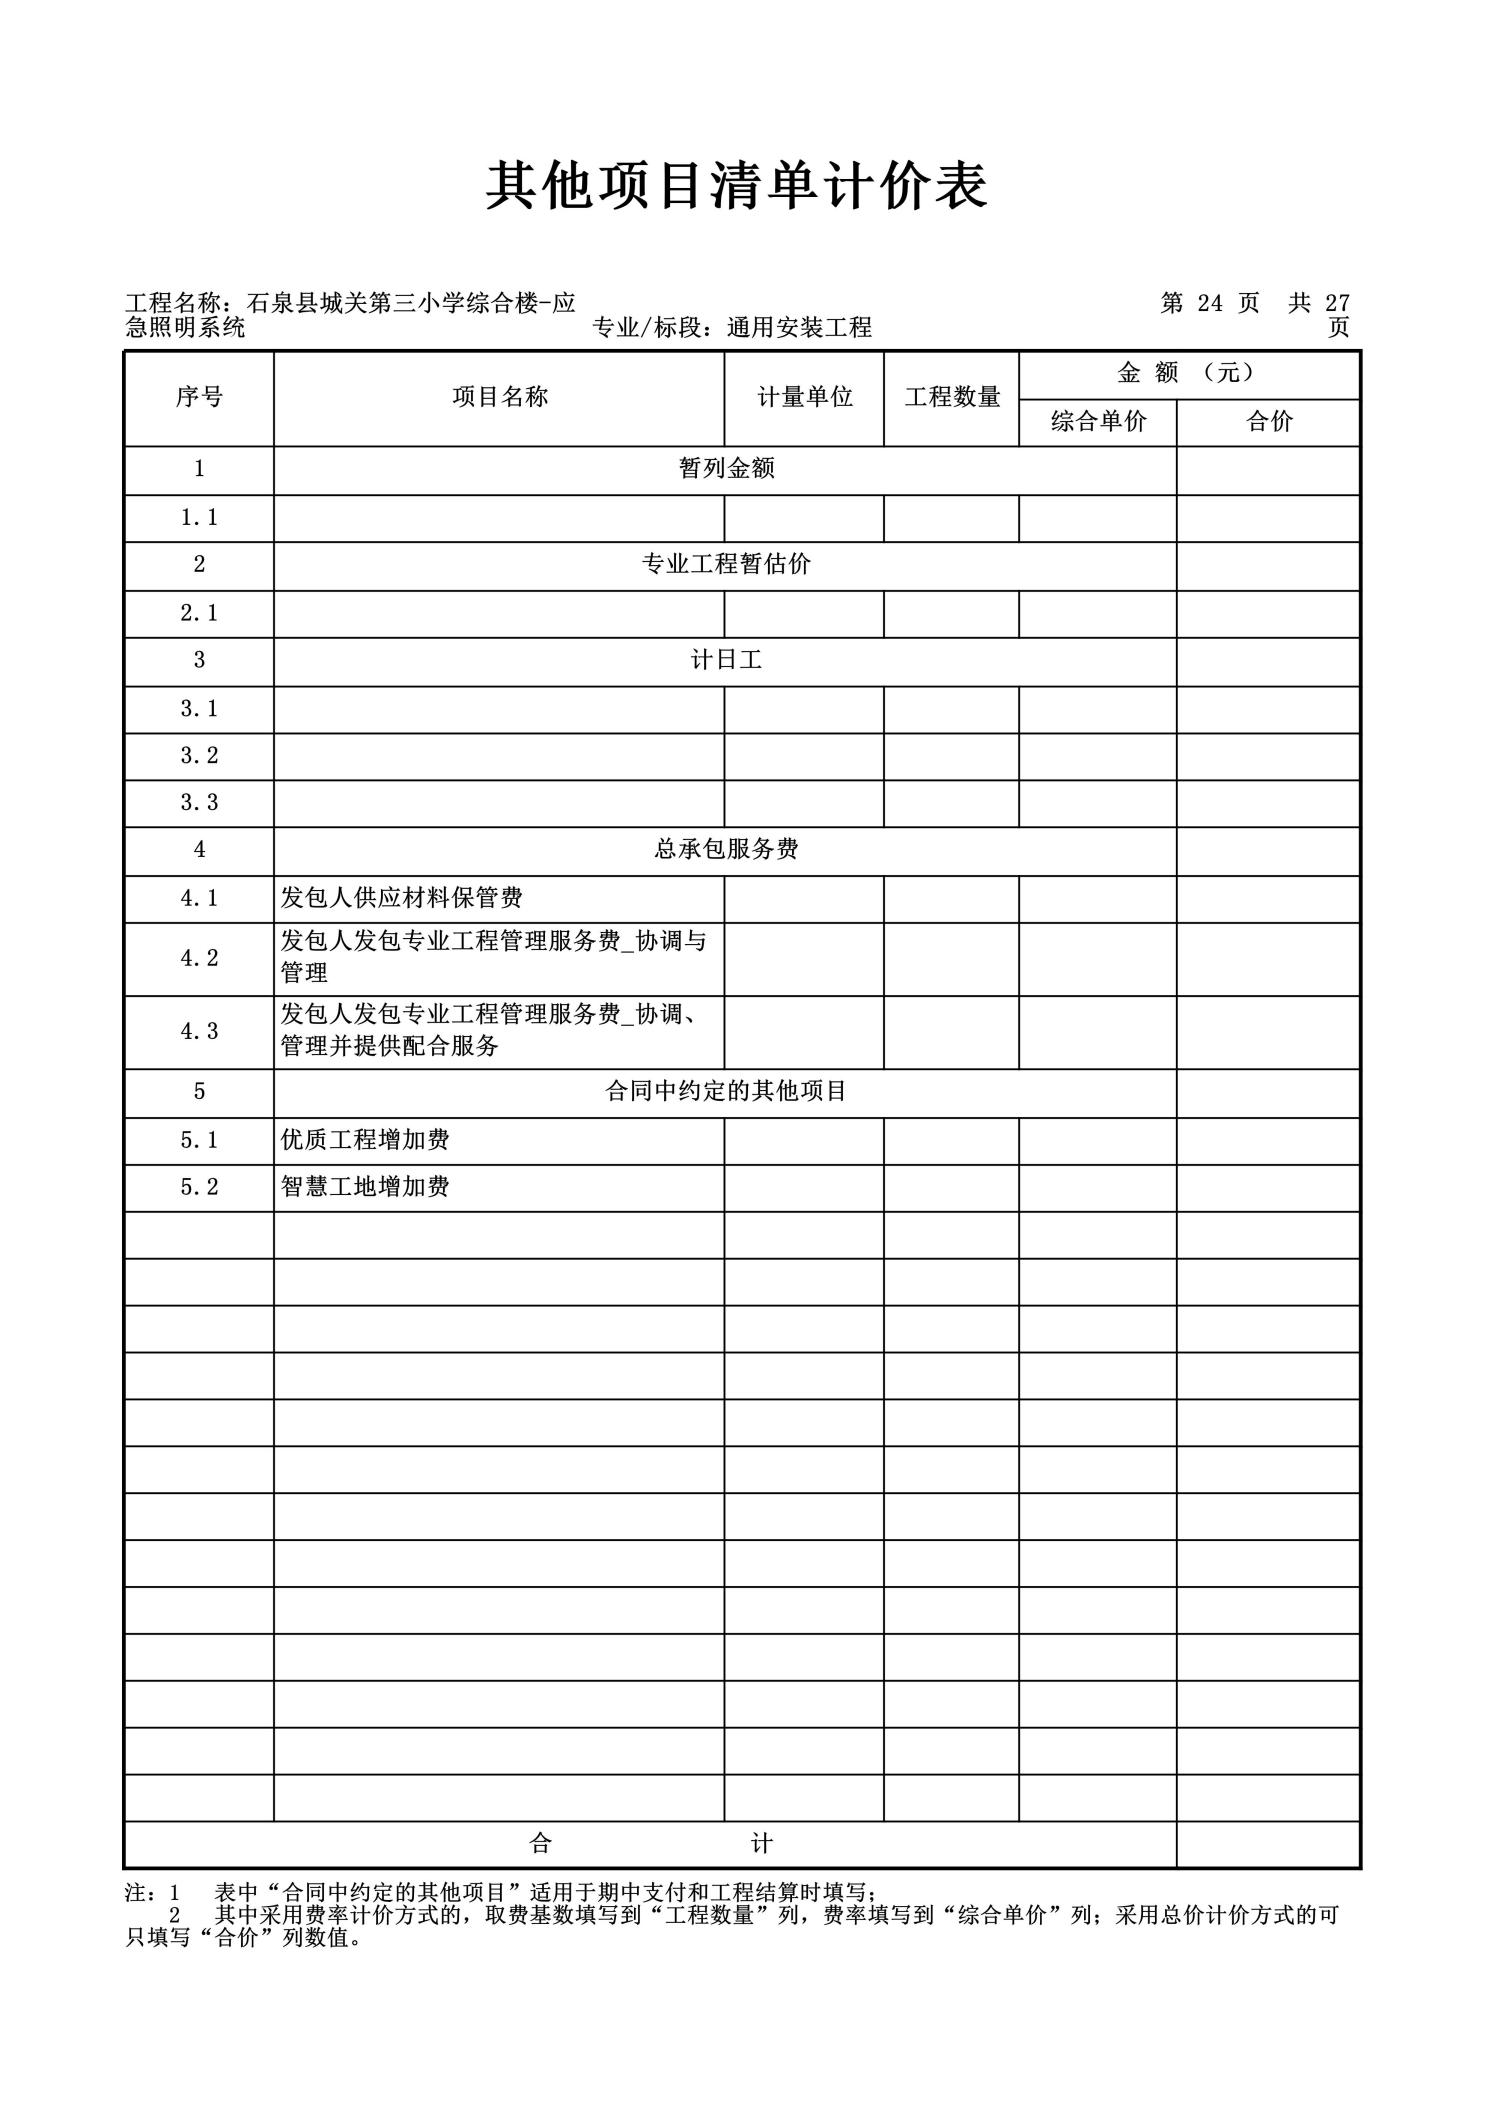 其他项目清单计价表
工程名称：石泉县城关第三小学综合楼-应
急照明系统
专业/标段：通用安装工程
第 24 页 共 27
页
序号 项目名称 计量单位 工程数量 金 额 （元）
综合单价 合价
1 暂列金额
1.1
2 专业工程暂估价
2.1
3 计日工
3.1
3.2
3.3
4 总承包服务费
4.1 发包人供应材料保管费
4.2 发包人发包专业工程管理服务费_协调与
管理
4.3 发包人发包专业工程管理服务费_协调、
管理并提供配合服务
5 合同中约定的其他项目
5.1 优质工程增加费
5.2 智慧工地增加费
合 计
注：1 表中“合同中约定的其他项目”适用于期中支付和工程结算时填写；
2 其中采用费率计价方式的，取费基数填写到“工程数量”列，费率填写到“综合单价”列；采用总价计价方式的可
只填写“合价”列数值。